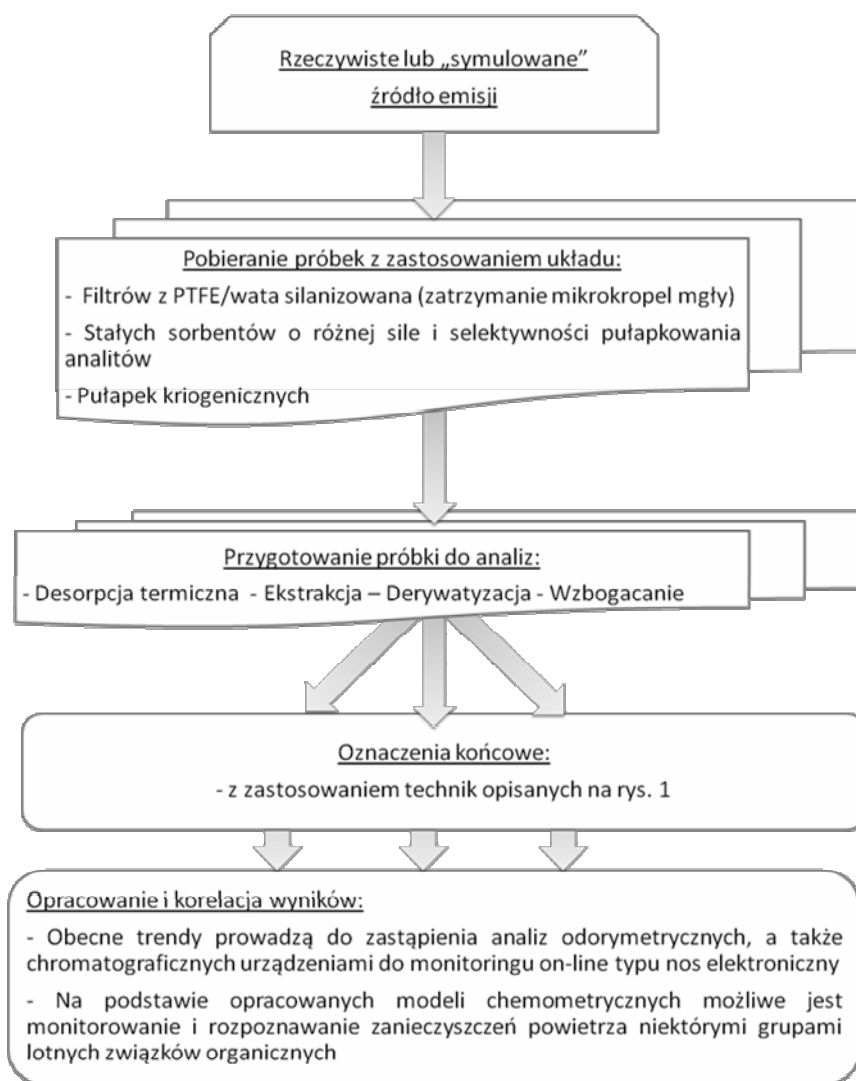 Rzeczywiste lub „symulowane”
źródło emisji
Pobieranie próbek z zastosowaniem układu:
- Filtrów z PTFE/wata silanizowana (zatrzymanie mikrokropel mgły)
- Stałych sorbentów o różnej sile i selektywności pułapkowania
analitów
- Pułapek kriogenicznych
Przygotowanie próbki do analiz:
- Desorpcja termiczna - Ekstrakcja – Derywatyzacja - Wzbogacanie
Oznaczenia końcowe:
- z zastosowaniem technik opisanych na rys. 1
Opracowanie i korelacja wyników:
- Obecne trendy prowadzą do zastąpienia analiz odorymetrycznych, a także
chromatograficznych urządzeniami do monitoringu on-line typu nos elektroniczny
- Na podstawie opracowanych modeli chemometrycznych możliwe jest
monitorowanie i rozpoznawanie zanieczyszczeń powietrza niektórymi grupami
lotnych związków organicznych